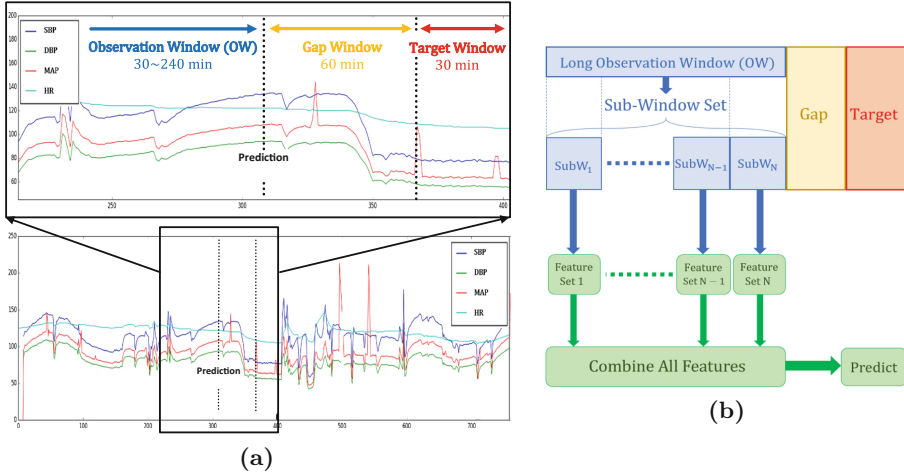 SBP
DBP
MAP
HR
Observation Window (OW)
30~240 min
Gap Window
60 min
Target Window
30 min
Prediction
200
180
160
140
120
100
80
60
250
300
350
400
250
200
150
100
50
0
SBP
DBP
MAP
HR
Prediction
0
100
200
300
400
500
600
700
(a)
Long Observation Window (OW)
Sub-Window Set
Gap
Target
SubW1
SubWN−1
SubWN
Feature
Set 1
Feature
Set N − 1
Feature
Set N
Combine All Features
Predict
(b)